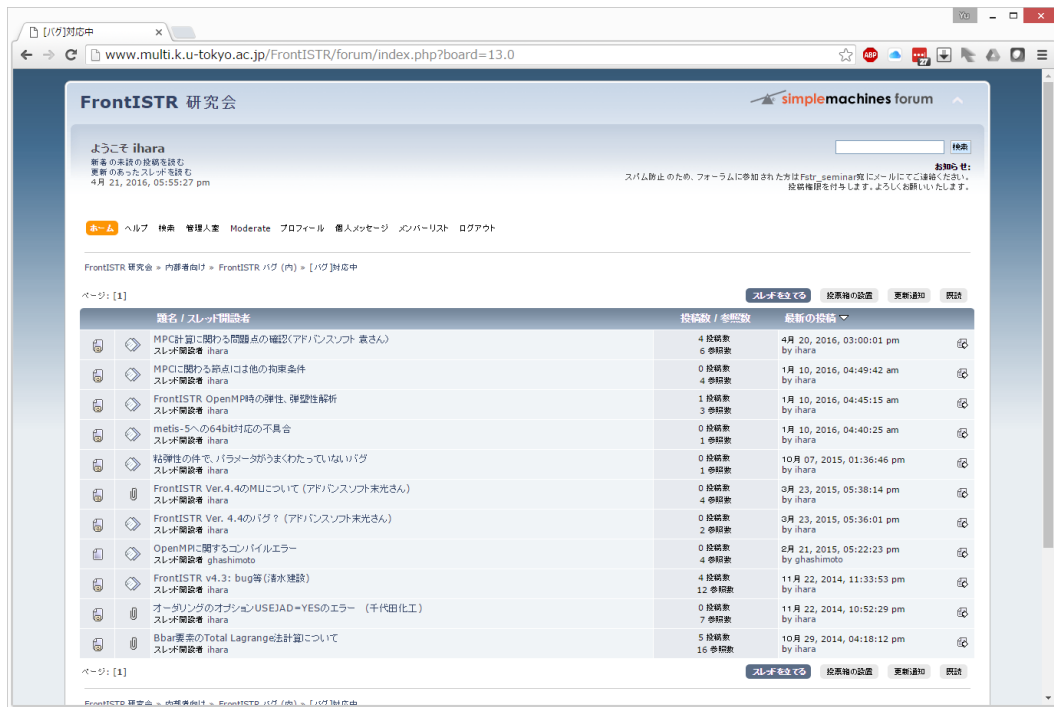 Yu
[バグ]対応中
www.multi.k.u-tokyo.ac.jp/FrontISTR/forum/index.php?board=13.0
ABP
27
FrontISTR 研究会
simplemachines forum
ようこそ ihara
新着の未読の投稿を読む
更新のあったスレッドを読む
4月 21, 2016, 05:55:27 pm
検索
お知らせ:
スパム防止のため、フォーラムに参加された方はFstr_seminar宛にメールにてご連絡ください。
投稿権限を付与します。よろしくお願いいたします。
ホーム ヘルプ 検索 管理人室 Moderate プロフィール 個人メッセージ メンバーリスト ログアウト
FrontISTR 研究会 » 内部者向け » FrontISTR バグ (内) » [バグ]対応中
ページ: [1]
スレッドを立てる 投票箱の設置 更新通知 既読
題名 / スレッド開設者 投稿数 / 参照数 最新の投稿
MPC計算に関わる問題点の確認(アドバンスソフト 袁さん) 4 投稿数 4月 20, 2016, 03:00:01 pm
スレッド開設者 ihara 6 参照数 by ihara
MPCに関わる節点には他の拘束条件 0 投稿数 1月 10, 2016, 04:49:42 am
スレッド開設者 ihara 4 参照数 by ihara
FrontISTR OpenMP時の弾性、弾塑性解析 1 投稿数 1月 10, 2016, 04:45:15 am
スレッド開設者 ihara 3 参照数 by ihara
metis-5への64bit対応の不具合 0 投稿数 1月 10, 2016, 04:40:25 am
スレッド開設者 ihara 1 参照数 by ihara
粘弾性の件で、パラメータがうまくわたっていないバグ 0 投稿数 10月 07, 2015, 01:36:46 pm
スレッド開設者 ihara 1 参照数 by ihara
FrontISTR Ver.4.4のMLについて (アドバンスソフト末光さん) 0 投稿数 3月 23, 2015, 05:38:14 pm
スレッド開設者 ihara 4 参照数 by ihara
FrontISTR Ver. 4.4のバグ? (アドバンスソフト末光さん) 0 投稿数 3月 23, 2015, 05:36:01 pm
スレッド開設者 ihara 2 参照数 by ihara
OpenMPに関するコンパイルエラー 0 投稿数 2月 21, 2015, 05:22:23 pm
スレッド開設者 ghashimoto 4 参照数 by ghashimoto
FrontISTR v4.3: bug等(清水建設) 4 投稿数 11月 22, 2014, 11:33:53 pm
スレッド開設者 ihara 12 参照数 by ihara
オーダリングのオプションUSEJAD=YESのエラー (千代田化工) 0 投稿数 11月 22, 2014, 10:52:29 pm
スレッド開設者 ihara 7 参照数 by ihara
Bbar要素のTotal Lagrange法計算について 5 投稿数 10月 29, 2014, 04:18:12 pm
スレッド開設者 ihara 16 参照数 by ihara
ページ: [1]
スレッドを立てる 投票箱の設置 更新通知 既読
FrontISTR 研究会 » 内部者向け » FrontISTR バグ (内) » [バグ]対応中